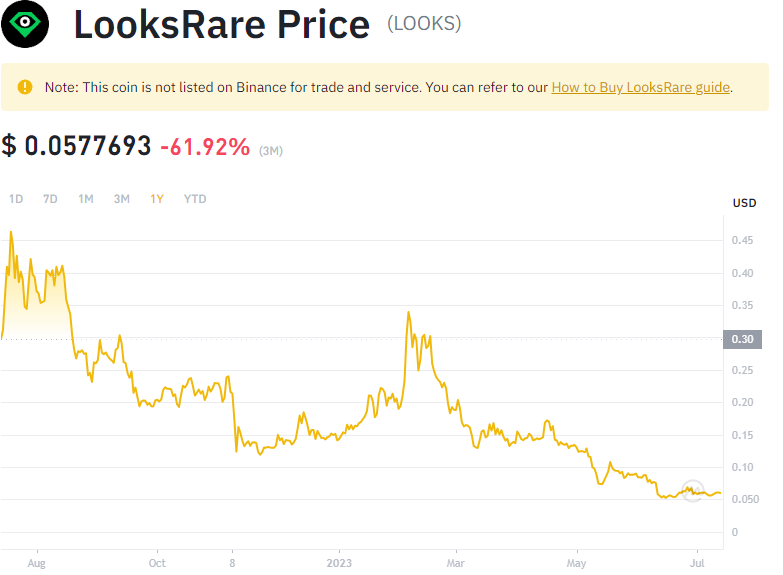 LooksRare Price (LOOKS)
Note: This coin is not listed on Binance for trade and service. You can refer to our How to Buy LooksRare guide.
$ 0.0577693 -61.92% (3M)
1D 7D 1M 3M 1Y YTD
USD
0.45
0.40
0.35
0.30
0.25
0.20
0.15
0.10
0.050
0
Aug Oct 8 2023 Mar May Jul